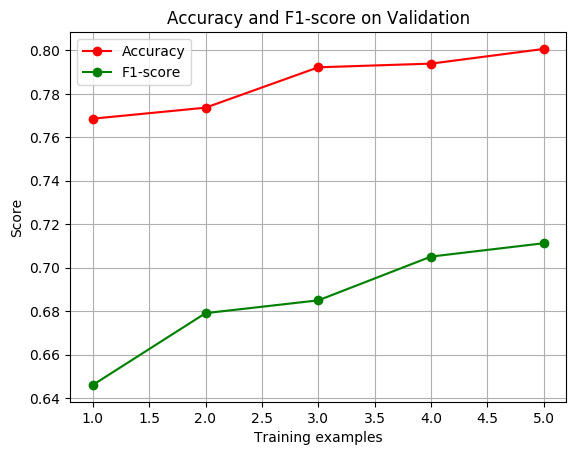 Accuracy and F1-score on Validation
Accuracy
F1-score
Score
0.80
0.78
0.76
0.74
0.72
0.70
0.68
0.66
0.64
1.0 1.5 2.0 2.5 3.0 3.5 4.0 4.5 5.0
Training examples